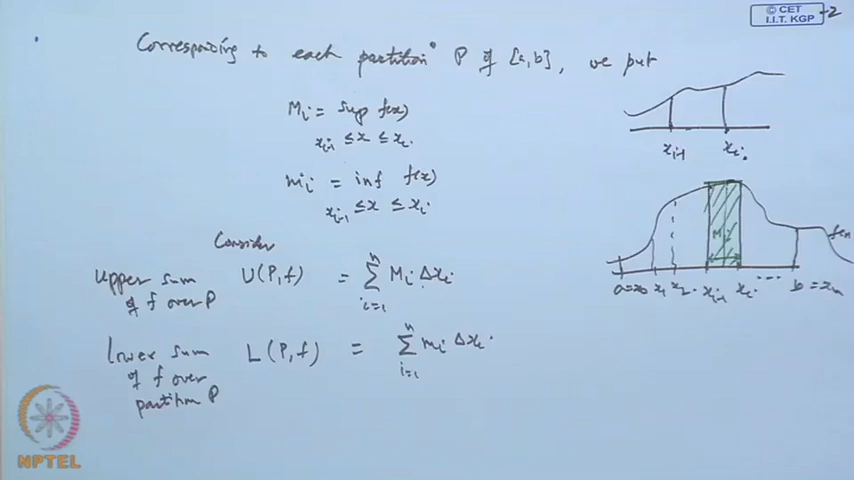 © CET
I.I.T. KGP
-2
Corresponding to each partition P of [a,b], we put
Mi = sup f(x)
xi-1 ≤ x ≤ xi
mi = inf f(x)
xi-1 ≤ x ≤ xi
xi-1 xi
Consider
upper sum of f over P U(P,f) = n∑i=1 Mi Δxi
lower sum of f over partition P L(P,f) = n∑i=1 mi Δxi
Mi
a=x0 x1 x2 xi-1 xi ... b=xn
NPTEL